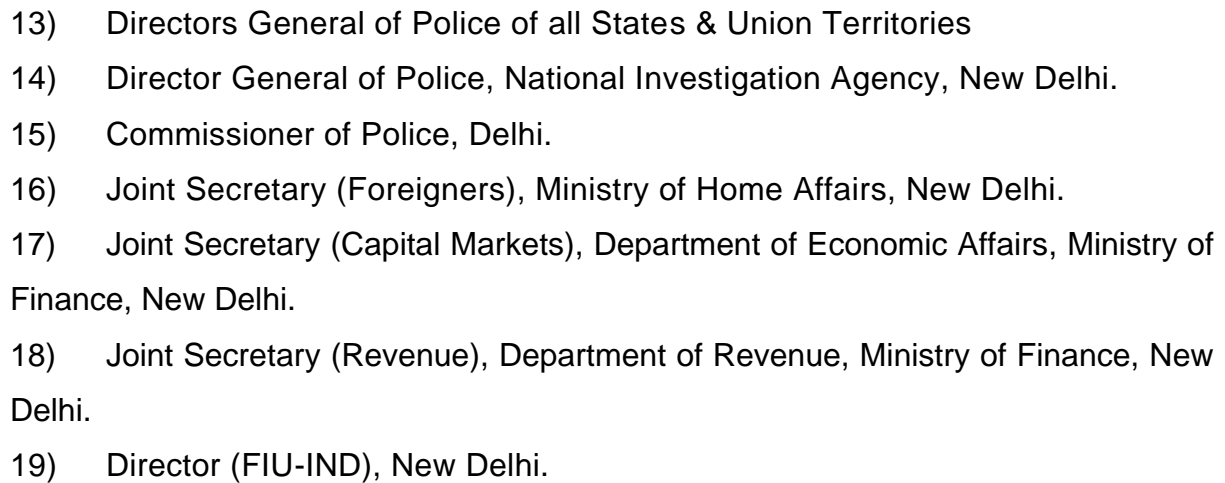 13) Directors General of Police of all States & Union Territories
14) Director General of Police, National Investigation Agency, New Delhi.
15) Commissioner of Police, Delhi.
16) Joint Secretary (Foreigners), Ministry of Home Affairs, New Delhi.
17) Joint Secretary (Capital Markets), Department of Economic Affairs, Ministry of
Finance, New Delhi.
18) Joint Secretary (Revenue), Department of Revenue, Ministry of Finance, New
Delhi.
19) Director (FIU-IND), New Delhi.